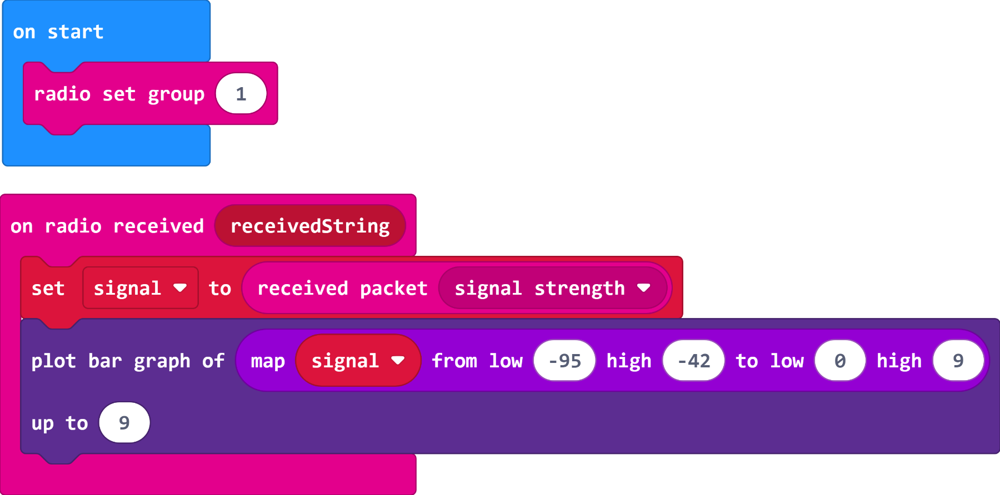 on start
radio set group 1
on radio received receivedString
set signal to received packet signal strength
plot bar graph of map signal from low -95 high -42 to low 0 high 9
up to 9